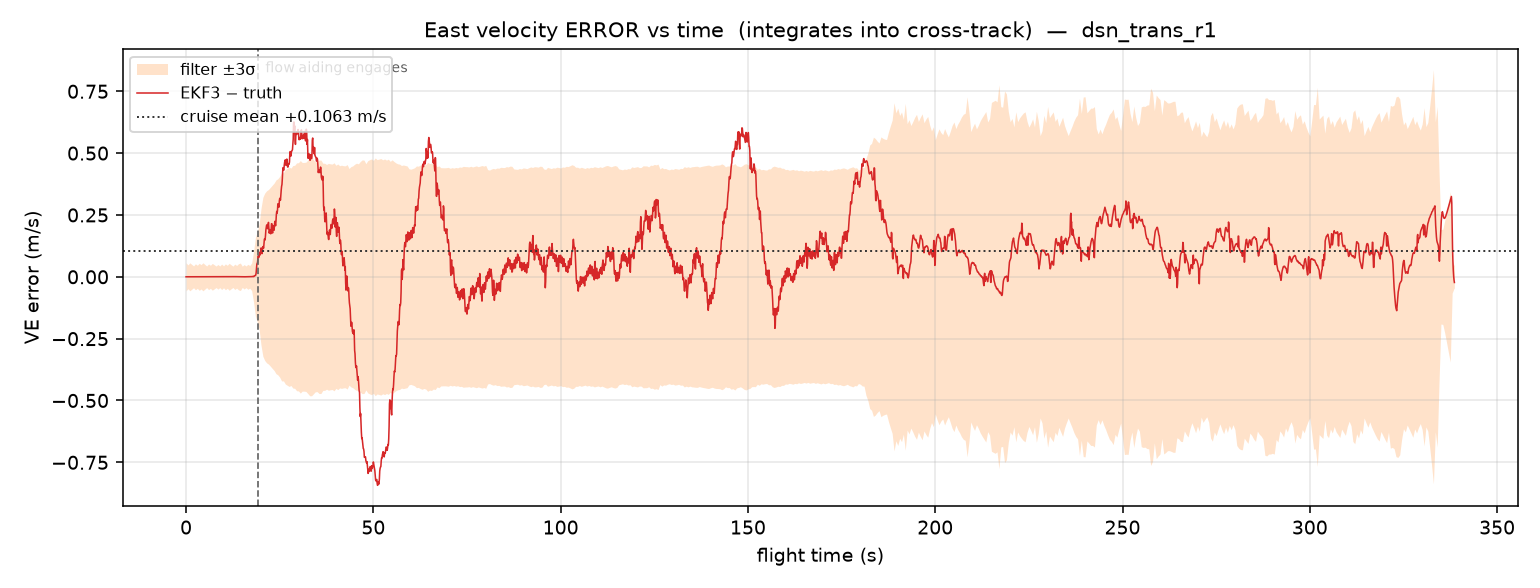 East velocity ERROR vs time (integrates into cross-track) — dsn_trans_r1
filter ±3σ
flow aiding engages
EKF3 − truth
cruise mean +0.1063 m/s
VE error (m/s)
0.75
0.50
0.25
0.00
−0.25
−0.50
−0.75
0
50
100
150
200
250
300
350
flight time (s)